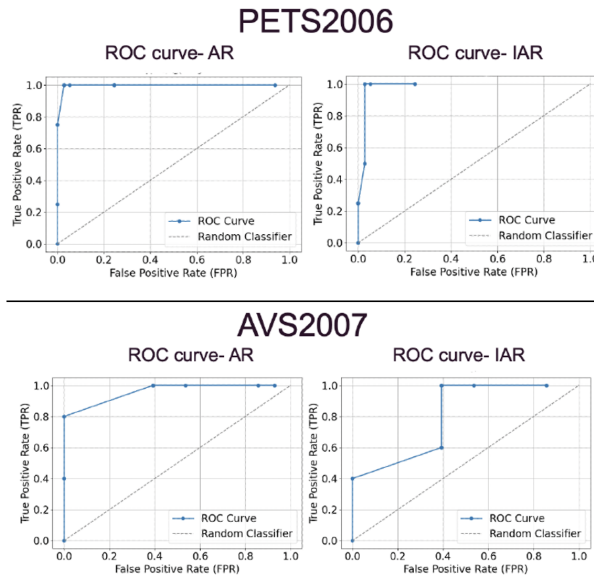 PETS2006
ROC curve- AR
ROC curve- IAR
True Positive Rate (TPR)
1.0
0.8
0.6
0.4
0.2
0.0
ROC Curve
Random Classifier
0.0 0.2 0.4 0.6 0.8 1.0
False Positive Rate (FPR)
True Positive Rate (TPR)
1.0
0.8
0.6
0.4
0.2
0.0
ROC Curve
Random Classifier
0.0 0.2 0.4 0.6 0.8 1.0
False Positive Rate (FPR)
AVS2007
ROC curve- AR
ROC curve- IAR
True Positive Rate (TPR)
1.0
0.8
0.6
0.4
0.2
0.0
ROC Curve
Random Classifier
0.0 0.2 0.4 0.6 0.8 1.0
False Positive Rate (FPR)
True Positive Rate (TPR)
1.0
0.8
0.6
0.4
0.2
0.0
ROC Curve
Random Classifier
0.0 0.2 0.4 0.6 0.8 1.0
False Positive Rate (FPR)